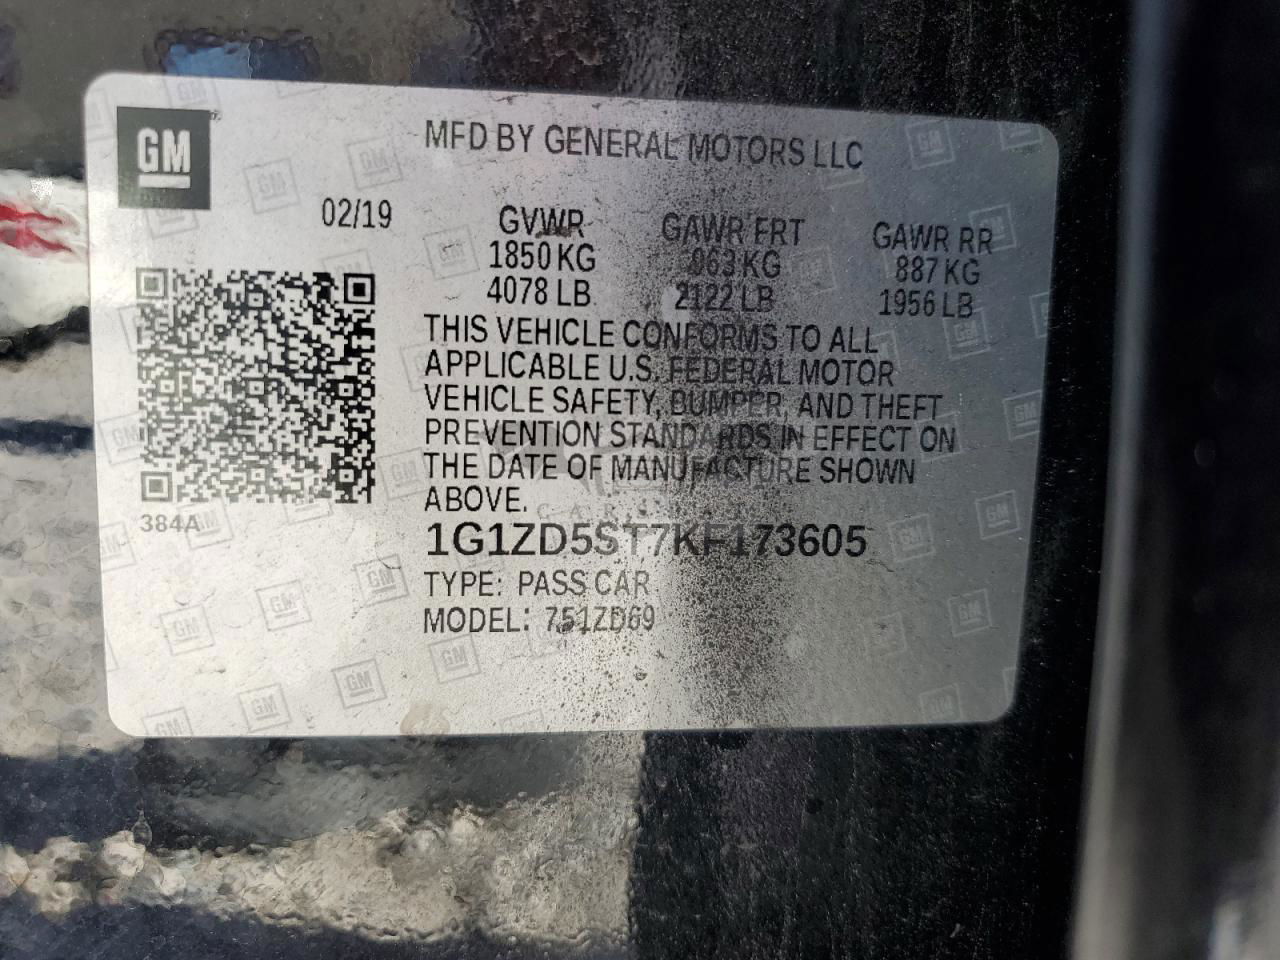 GM
MFD BY GENERAL MOTORS LLC
02/19
GVWR GAWR FRT GAWR RR
1850 KG 963 KG 887 KG
4078 LB 2122 LB 1956 LB
THIS VEHICLE CONFORMS TO ALL
APPLICABLE U.S. FEDERAL MOTOR
VEHICLE SAFETY, BUMPER, AND THEFT
PREVENTION STANDARDS IN EFFECT ON
THE DATE OF MANUFACTURE SHOWN
ABOVE.
384A
1G1ZD5ST7KF173605
TYPE: PASS CAR
MODEL: 751ZD69